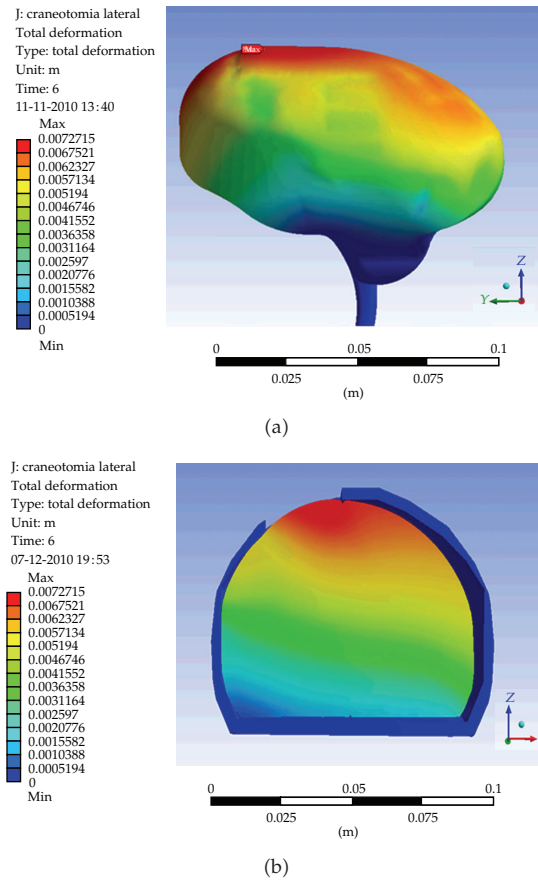 J: craneotomia lateral
Total deformation
Type: total deformation
Unit: m
Time: 6
11-11-2010 13:40
Max
0.0072715
0.0067521
0.0062327
0.0057134
0.005194
0.0046746
0.0041552
0.0036358
0.0031164
0.002597
0.0020776
0.0015582
0.0010388
0.0005194
0
Min
Max
Z
Y
0 0.05 0.1
0.025 0.075
(m)
(a)
J: craneotomia lateral
Total deformation
Type: total deformation
Unit: m
Time: 6
07-12-2010 19:53
Max
0.0072715
0.0067521
0.0062327
0.0057134
0.005194
0.0046746
0.0041552
0.0036358
0.0031164
0.002597
0.0020776
0.0015582
0.0010388
0.0005194
0
Min
Z
0 0.05 0.1
0.025 0.075
(m)
(b)